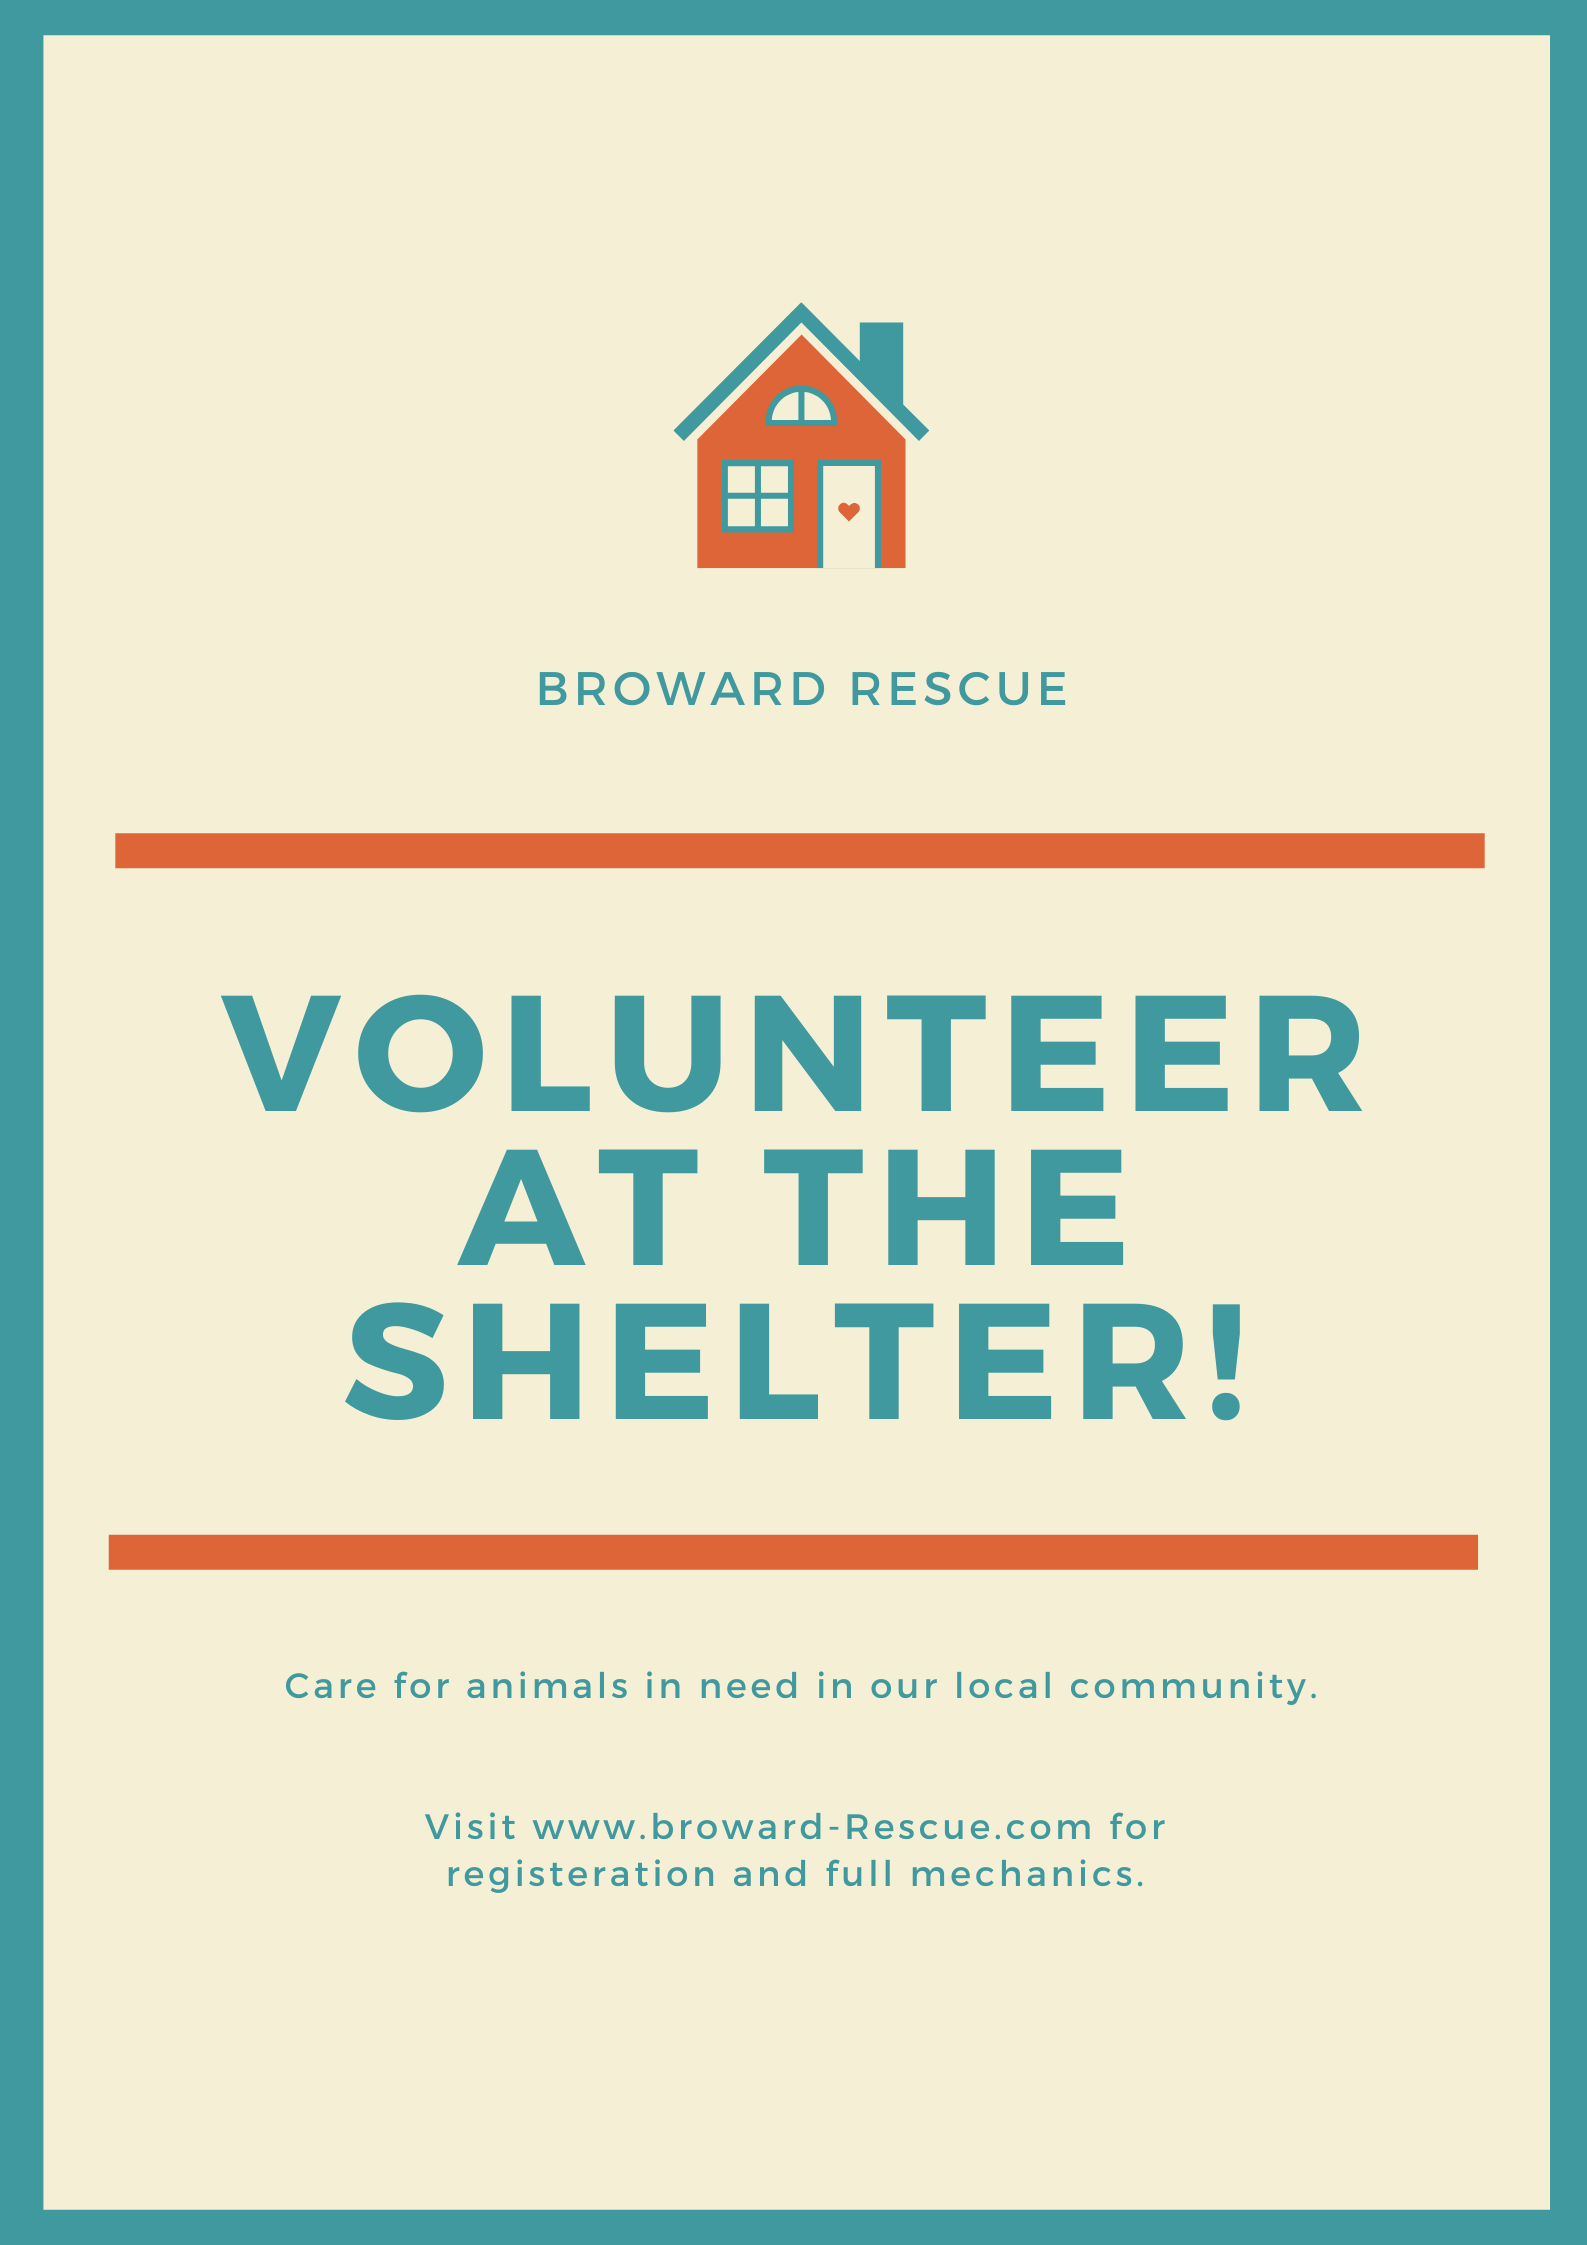 BROWARD RESCUE
VOLUNTEER
AT THE
SHELTER!
Care for animals in need in our local community.
Visit www.broward-Rescue.com for
registeration and full mechanics.